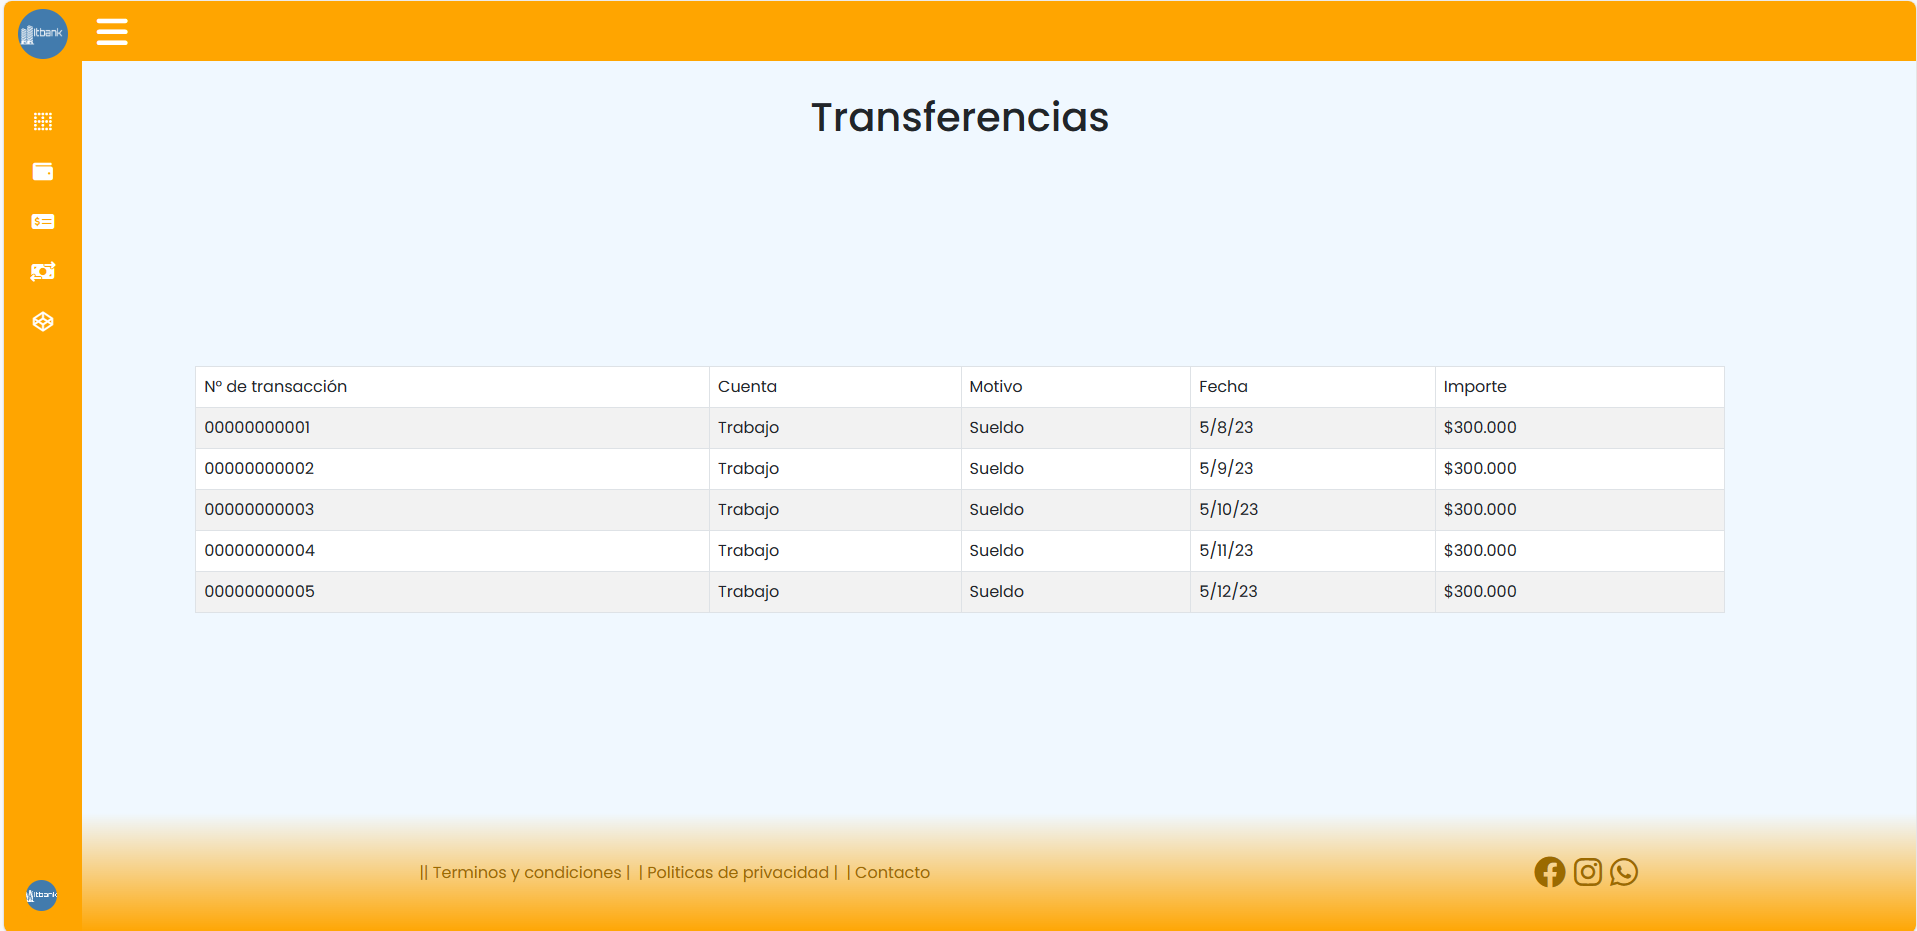 itbank
Transferencias
Nº de transacción Cuenta Motivo Fecha Importe
00000000001 Trabajo Sueldo 5/8/23 $300.000
00000000002 Trabajo Sueldo 5/9/23 $300.000
00000000003 Trabajo Sueldo 5/10/23 $300.000
00000000004 Trabajo Sueldo 5/11/23 $300.000
00000000005 Trabajo Sueldo 5/12/23 $300.000
|| Terminos y condiciones | | Politicas de privacidad | | Contacto
itbank